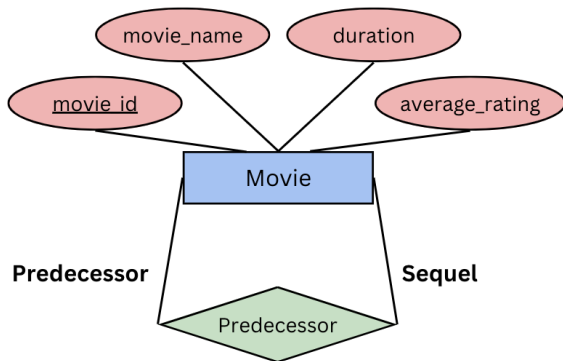 movie_name
duration
movie_id
average_rating
Movie
Predecessor
Sequel
Predecessor